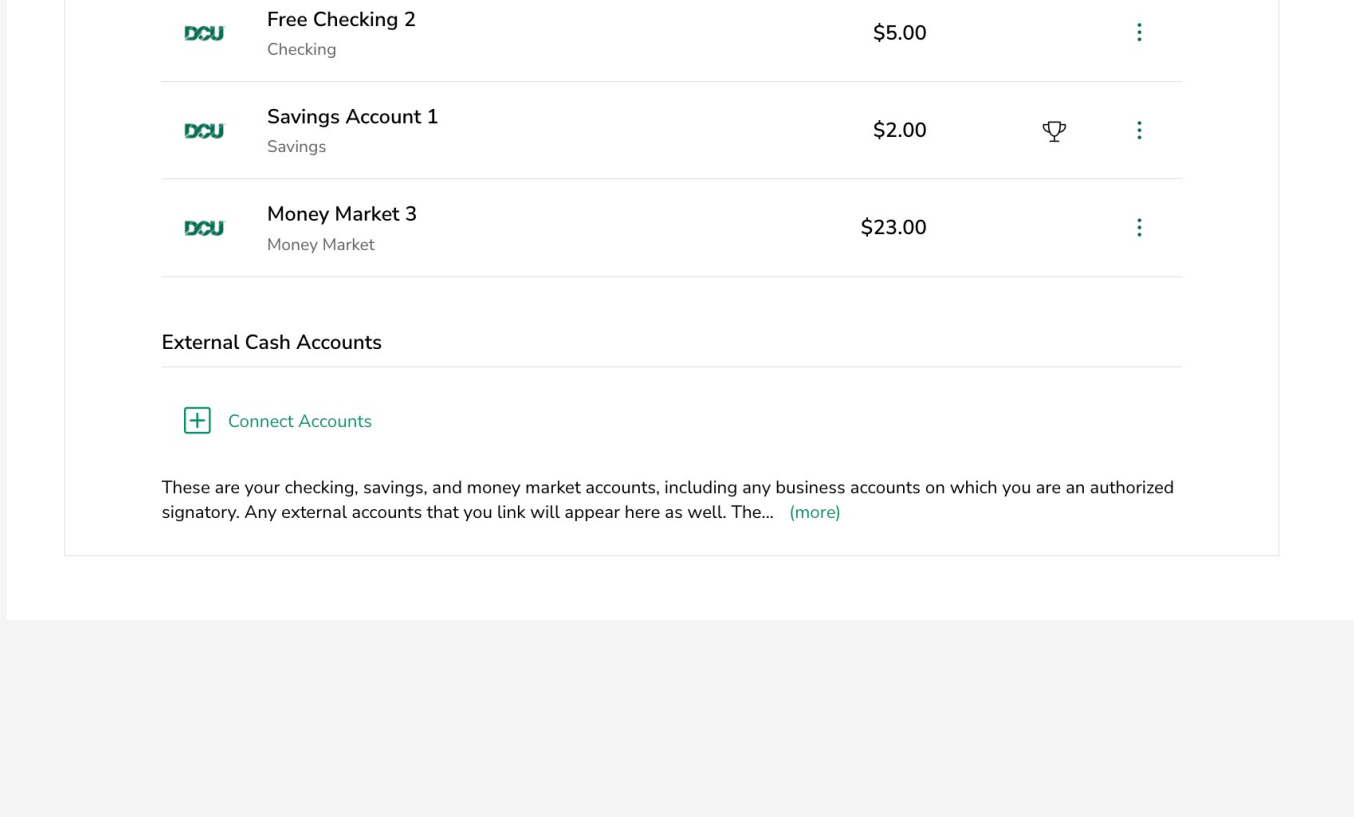 Free Checking 2
DCU
$5.00
Checking
Savings Account 1
DCU
$2.00
Savings
Money Market 3
DCU
$23.00
Money Market
External Cash Accounts
Connect Accounts
These are your checking, savings, and money market accounts, including any business accounts on which you are an authorized
signatory. Any external accounts that you link will appear here as well. The... (more)